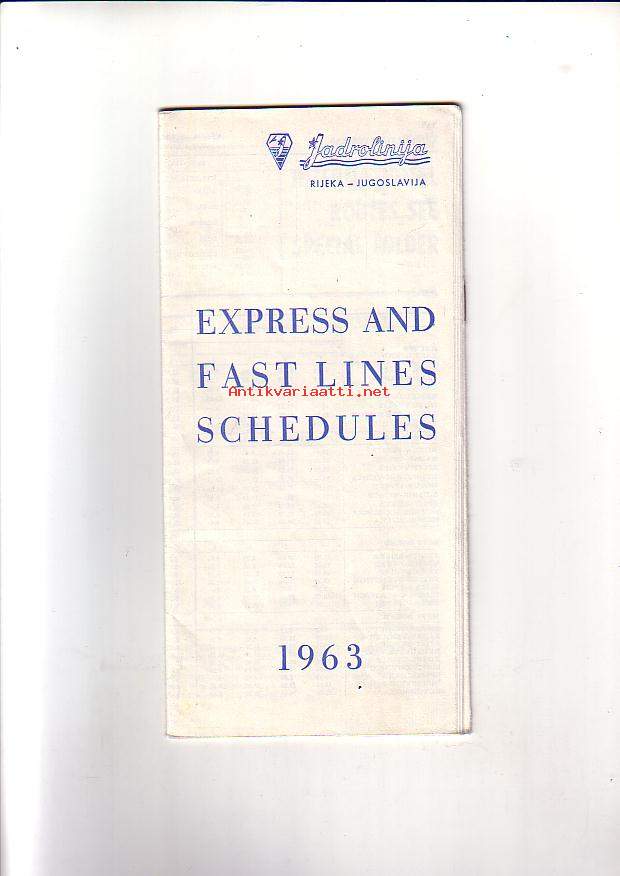 Jadrolinija
RIJEKA – JUGOSLAVIJA
EXPRESS AND
FAST LINES
Antikvariaatti.net
SCHEDULES
1963